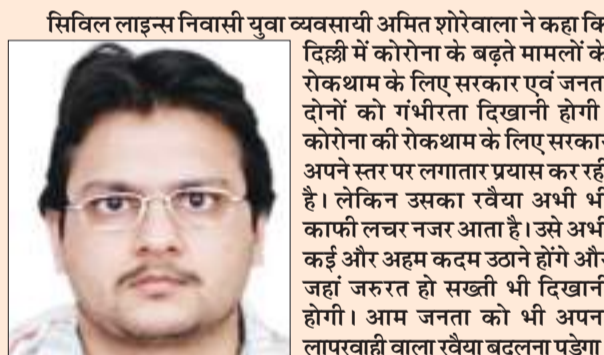 सिविल लाइन्स निवासी युवा व्यवसायी अमित शोरेवाला ने कहा कि
दिल्ली में कोरोना के बढ़ते मामलों के
रोकथाम के लिए सरकार एवं जनत
दोनों को गंभीरता दिखानी होगी
कोरोना की रोकथाम के लिए सरकार
अपने स्तर पर लगातार प्रयास कर रही
है। लेकिन उसका रवैया अभी भी
काफी लचर नजर आता है। उसे अभी
कई और अहम कदम उठाने होंगे और
जहां जरुरत हो सख्ती भी दिखानी
होगी। आम जनता को भी अपन
लापरवाही वाला रवैया बदलना पड़ेगा